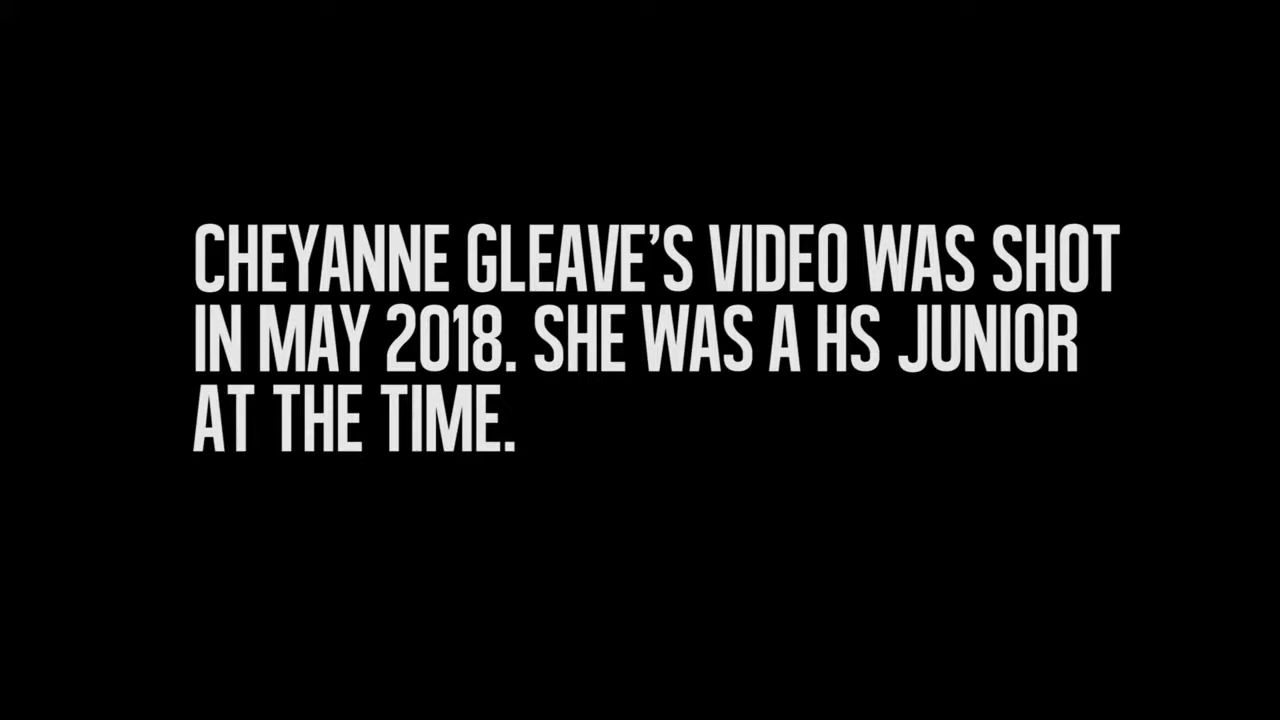 CHEYANNE GLEAVE’S VIDEO WAS SHOT
IN MAY 2018. SHE WAS A HS JUNIOR
AT THE TIME.